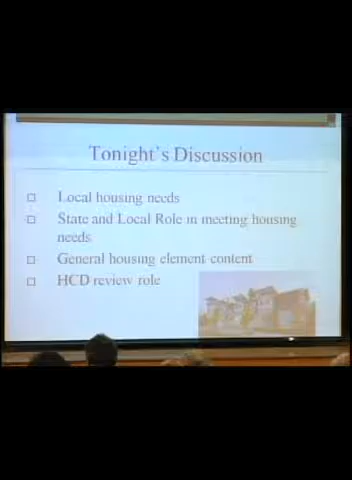 Tonight's Discussion
Local housing needs
State and Local Role in meeting housing
needs
General housing element content
HCD review role